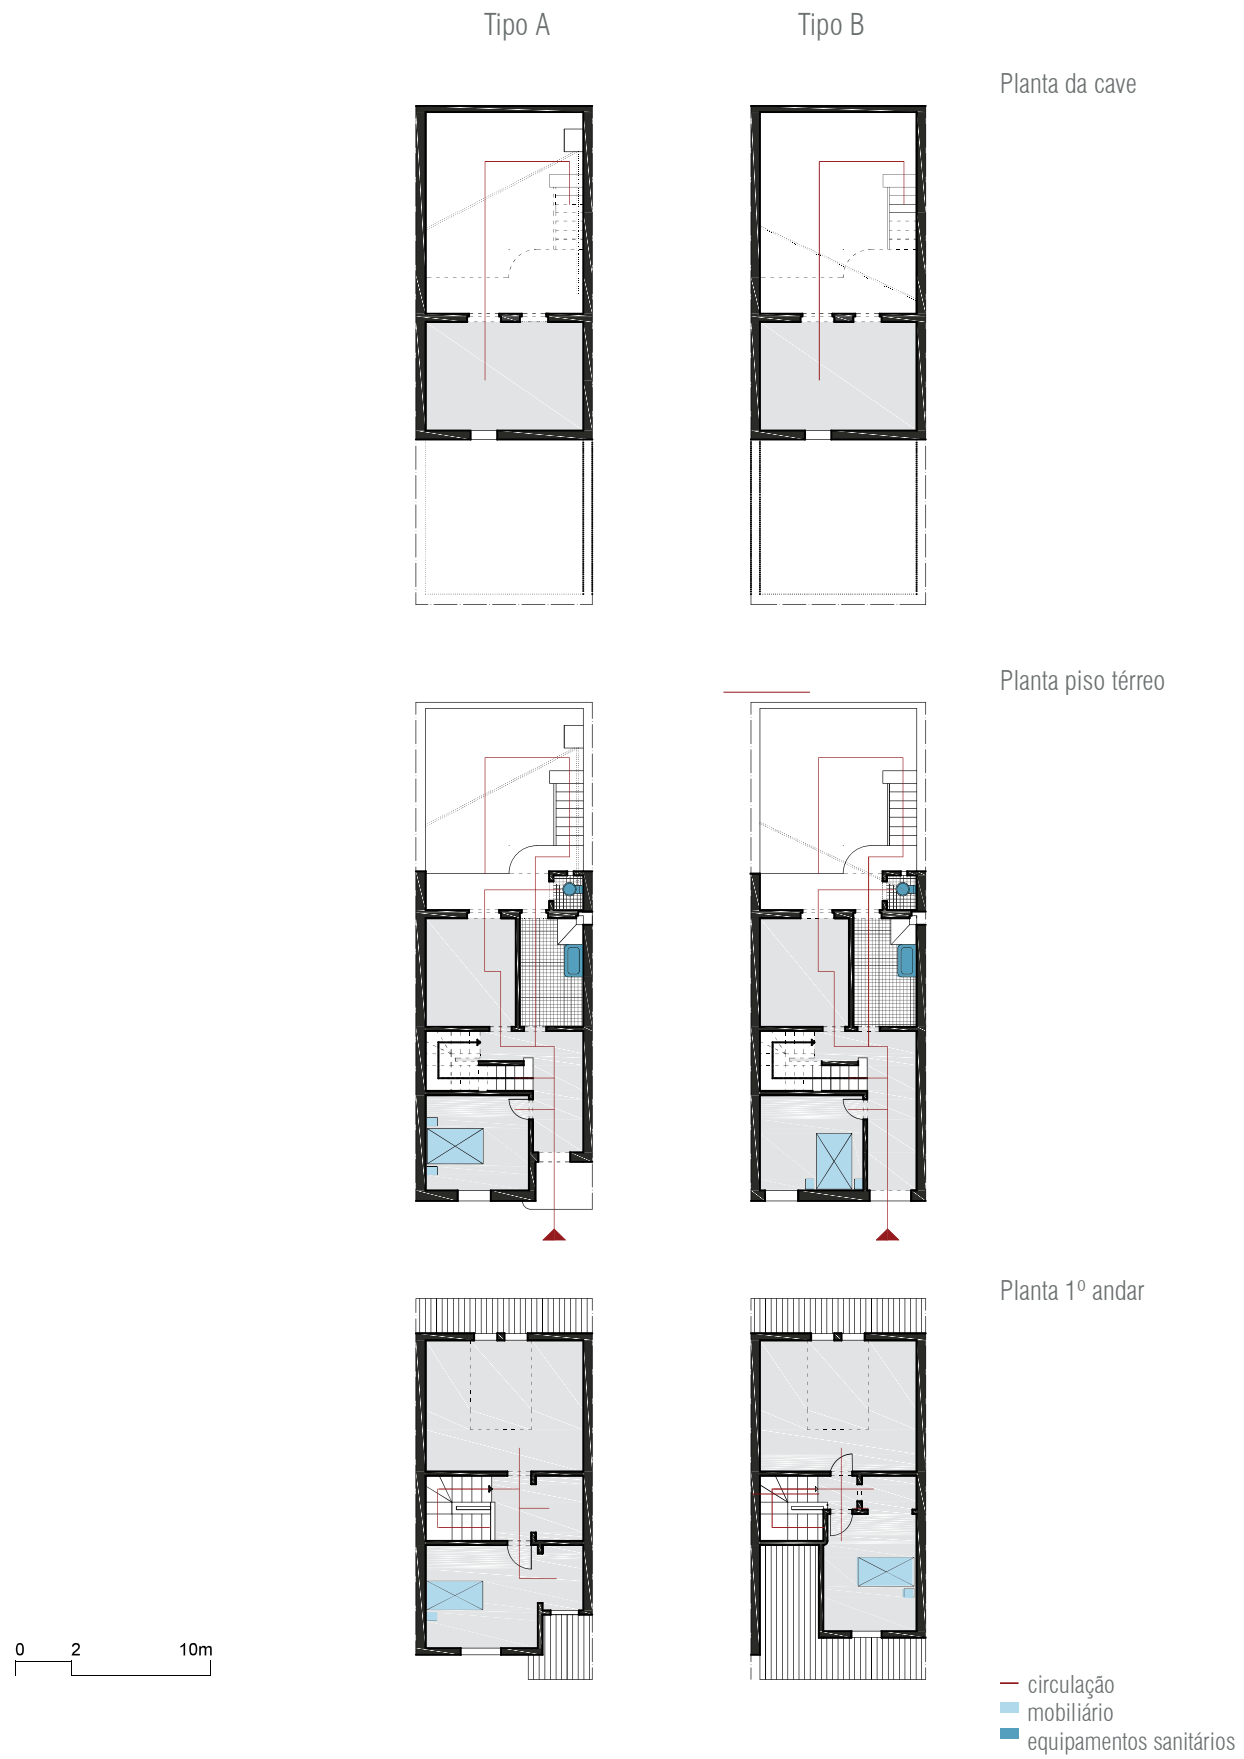 Tipo A
Tipo B
Planta da cave
Planta piso térreo
Planta 1º andar
0 2 10m
circulação
mobiliário
equipamentos sanitários